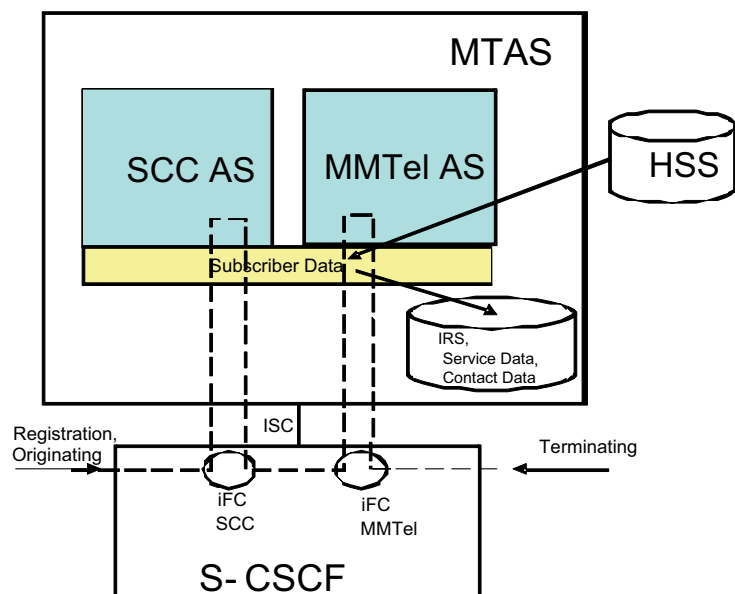 MTAS
SCC AS
MMTel AS
HSS
Subscriber Data
IRS,
Service Data,
Contact Data
ISC
Registration,
Originating
Terminating
iFC
SCC
iFC
MMTel
S- CSCF